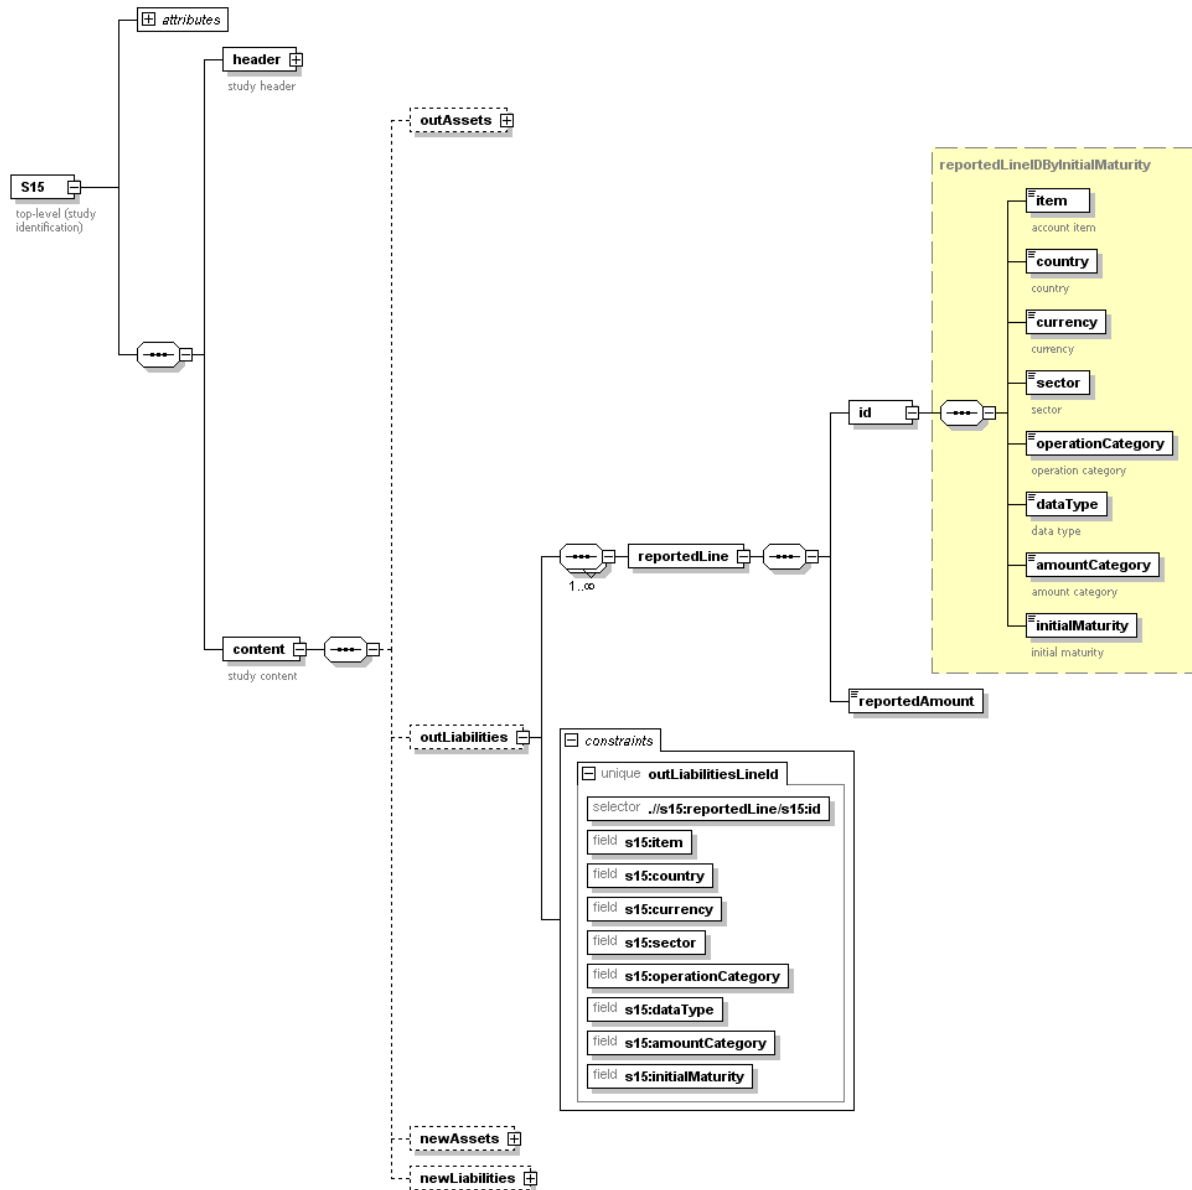 attributes
header
study header
outAssets
reportedLineIDByInitialMaturity
S15
top-level (study
identification)
item
account item
country
country
currency
currency
sector
sector
id
operationCategory
operation category
dataType
data type
reportedLine
amountCategory
amount category
1..∞
initialMaturity
initial maturity
content
study content
reportedAmount
outLiabilities
constraints
unique outLiabilitiesLineId
selector .//s15:reportedLine/s15:id
field s15:item
field s15:country
field s15:currency
field s15:sector
field s15:operationCategory
field s15:dataType
field s15:amountCategory
field s15:initialMaturity
newAssets
newLiabilities